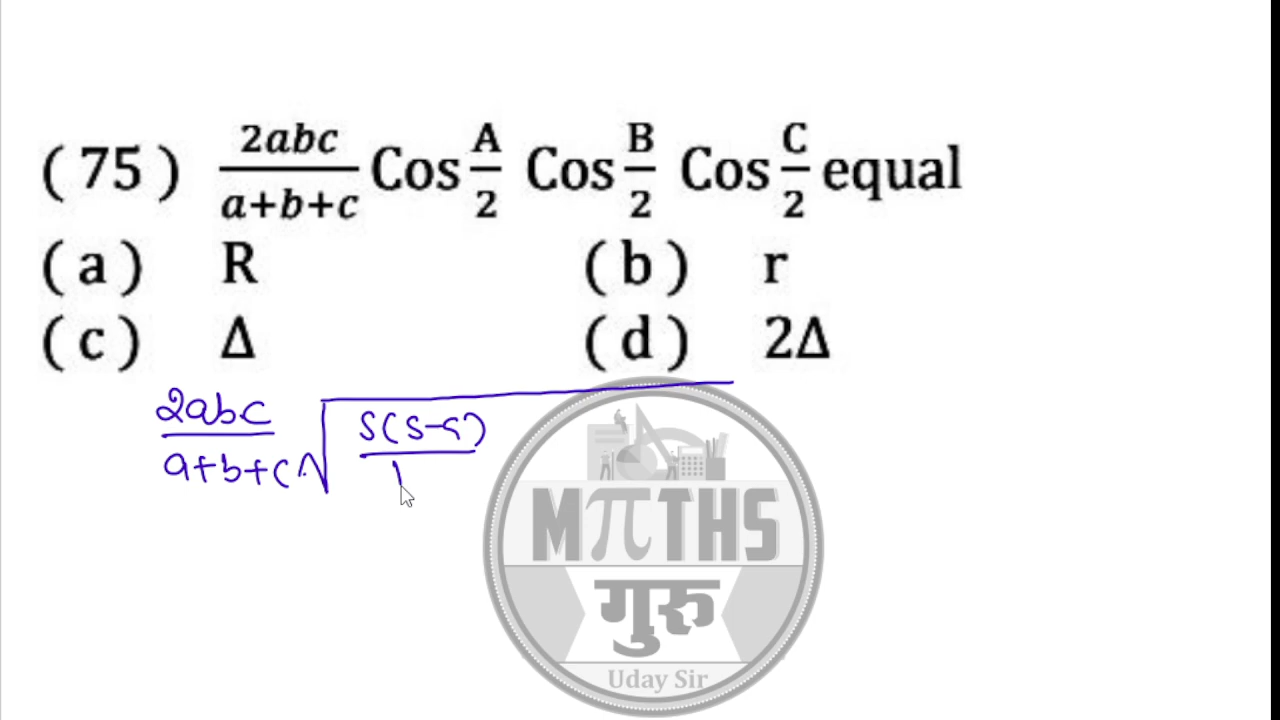 (75) 2abc/a+b+c Cos A/2 Cos B/2 Cos C/2 equal
(a) R (b) r
(c) Δ (d) 2Δ
2abc/a+b+c √ s(s-a)/
MπTHS
गुरु
Uday Sir